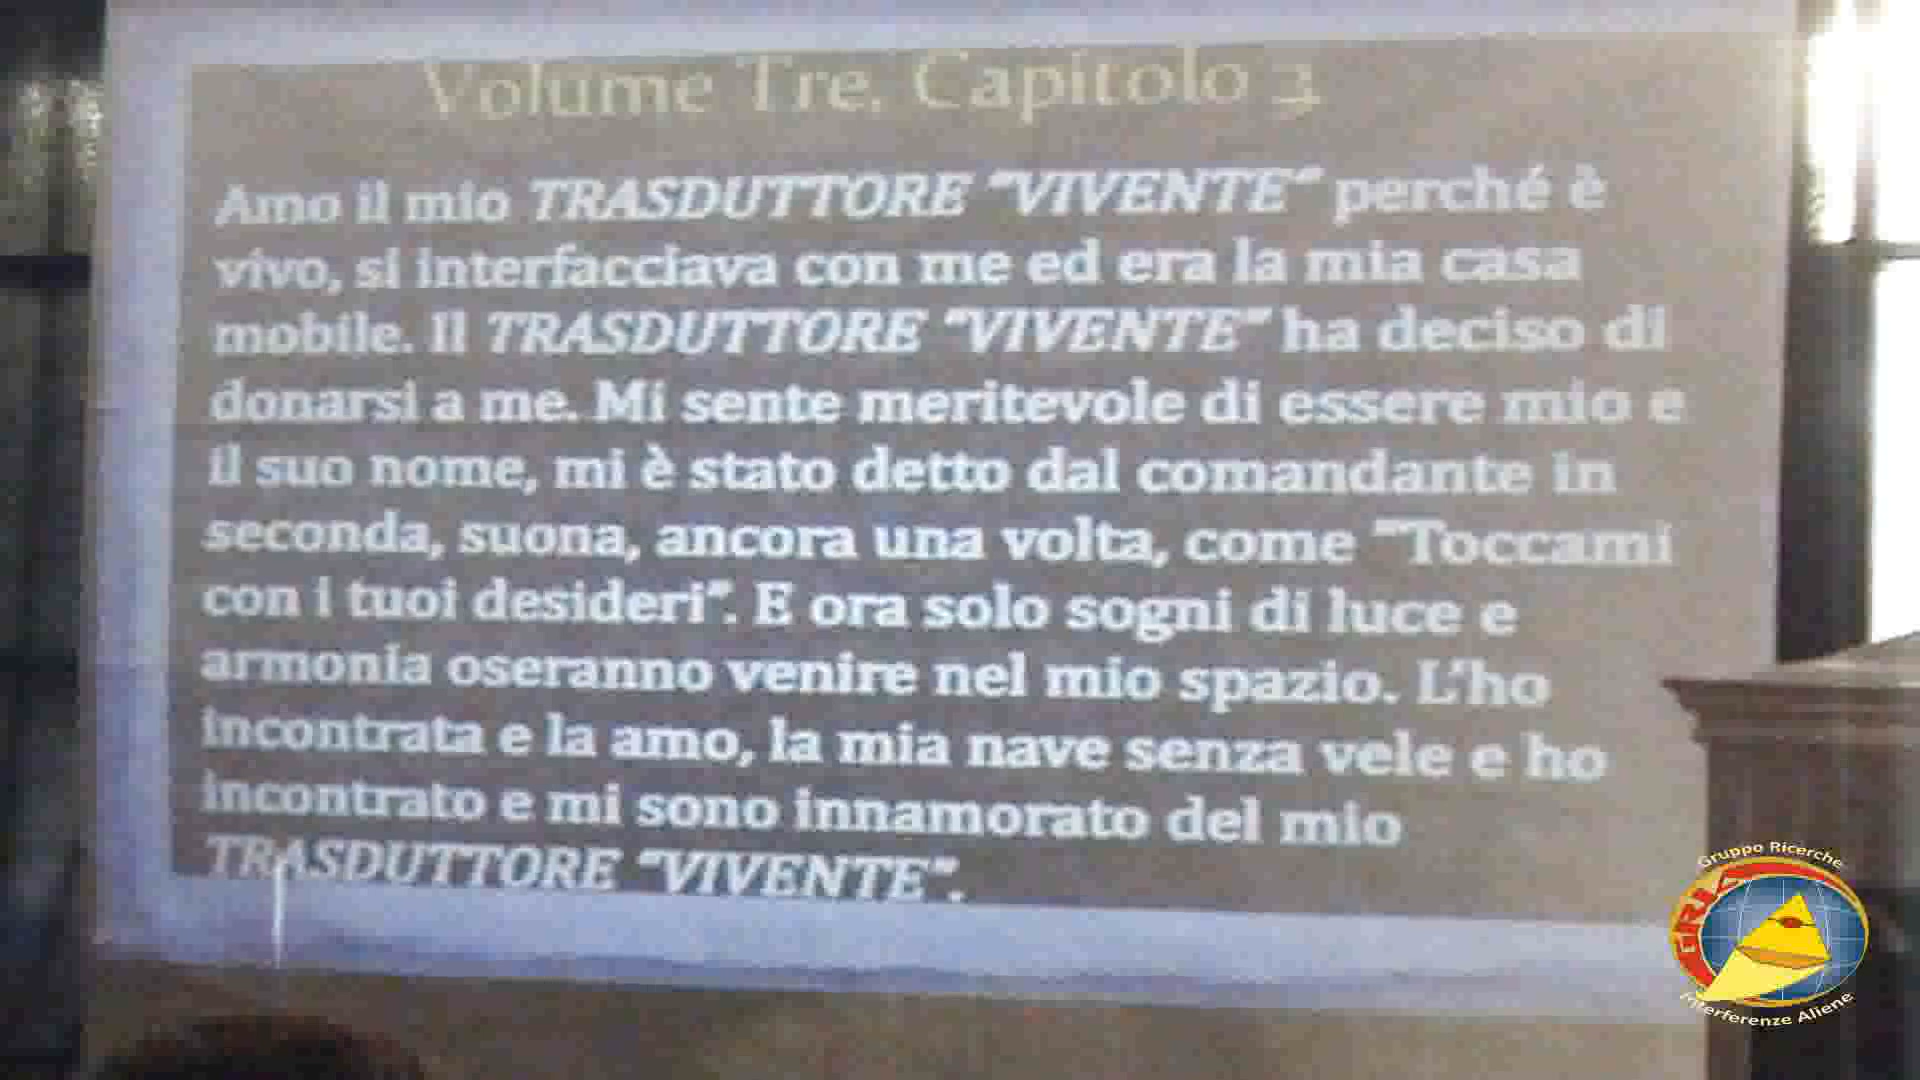 Volume Tre, Capitolo 3
Amo il mio TRASDUTTORE "VIVENTE" perché è
vivo, si interfacciava con me ed era la mia casa
mobile. Il TRASDUTTORE "VIVENTE" ha deciso di
donarsi a me. Mi sente meritevole di essere mio e
il suo nome, mi è stato detto dal comandante in
seconda, suona, ancora una volta, come "Toccami
con i tuoi desideri". E ora solo sogni di luce e
armonia oseranno venire nel mio spazio. L'ho
incontrata e la amo, la mia nave senza vele e ho
incontrato e mi sono innamorato del mio
TRASDUTTORE "VIVENTE".
Gruppo Ricerche
GRIA
Interferenze Aliene